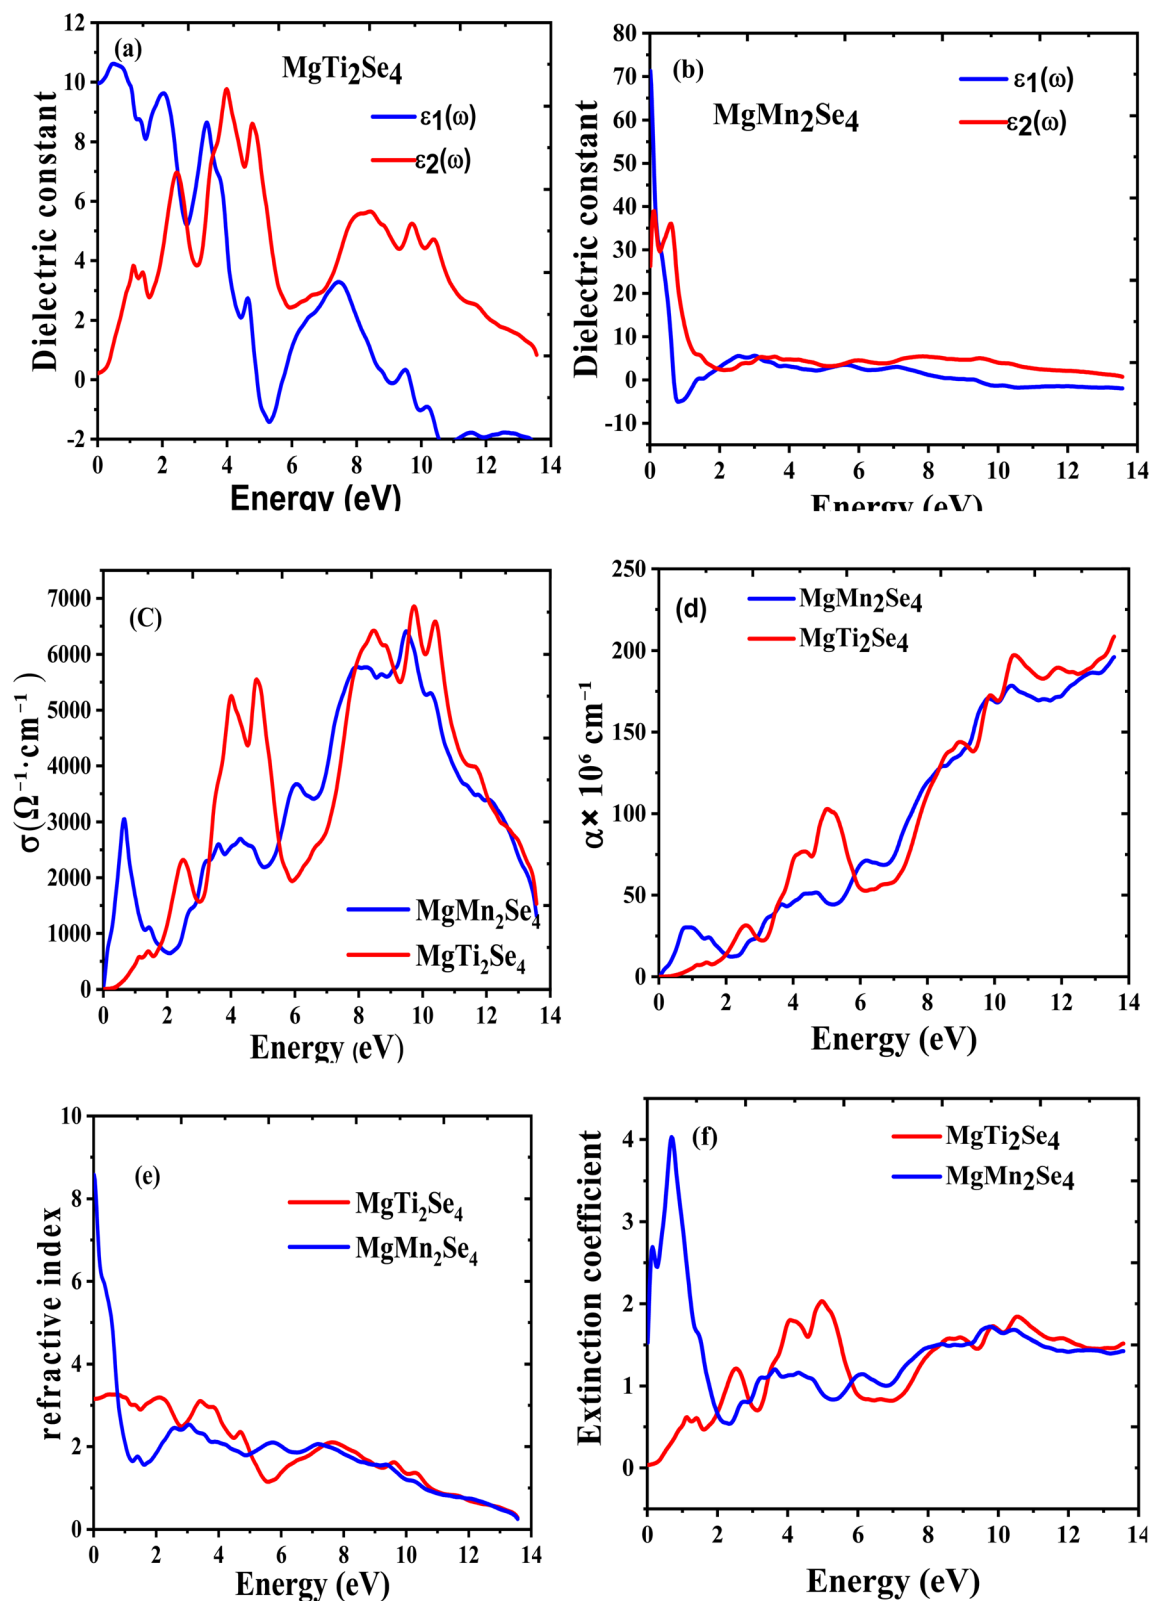 (a)
MgTi2Se4
ε1(ω)
ε2(ω)
Dielectric constant
12
10
8
6
4
2
0
-2
0 2 4 6 8 10 12 14
Energy (eV)
(b)
MgMn2Se4
ε1(ω)
ε2(ω)
Dielectric constant
80
70
60
50
40
30
20
10
0
-10
0 2 4 6 8 10 12 14
Energy (eV)
(C)
σ(Ω⁻¹·cm⁻¹)
7000
6000
5000
4000
3000
2000
1000
0
MgMn2Se4
MgTi2Se4
0 2 4 6 8 10 12 14
Energy (eV)
(d)
MgMn2Se4
MgTi2Se4
α× 10⁶ cm⁻¹
250
200
150
100
50
0
0 2 4 6 8 10 12 14
Energy (eV)
(e)
MgTi2Se4
MgMn2Se4
refractive index
10
8
6
4
2
0
0 2 4 6 8 10 12 14
Energy (eV)
(f)
MgTi2Se4
MgMn2Se4
Extinction coefficient
4
3
2
1
0
0 2 4 6 8 10 12 14
Energy (eV)